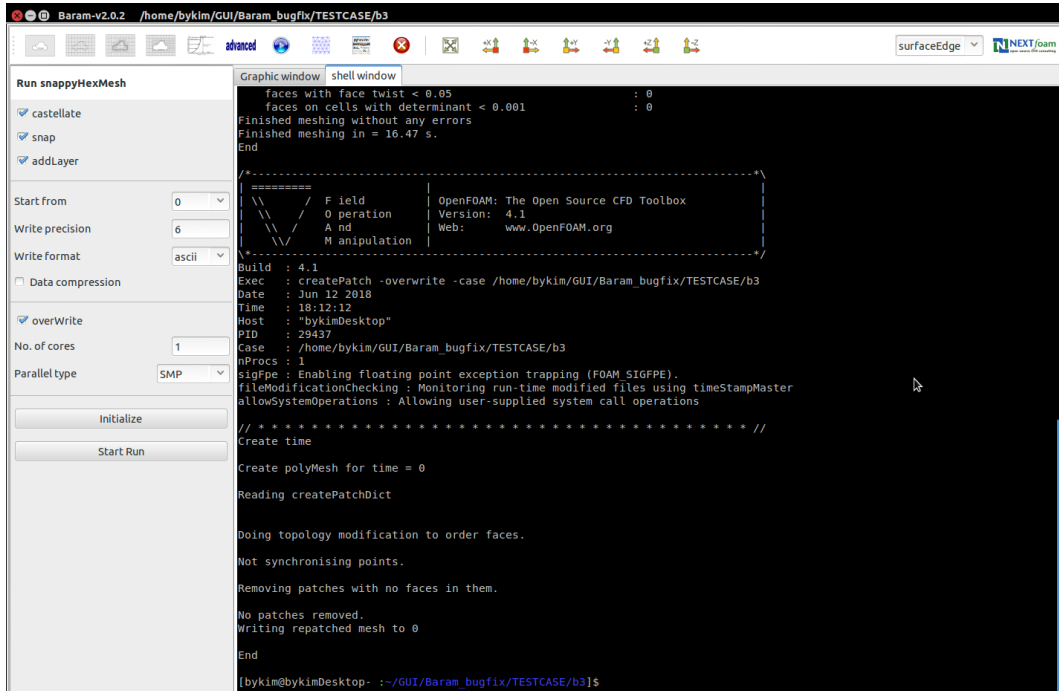 Baram-v2.0.2 /home/bykim/GUI/Baram_bugfix/TESTCASE/b3
advanced
+X
-X
+Y
-Y
+Z
-Z
surfaceEdge
NEXTfoam
Run snappyHexMesh
castellate
snap
addLayer
Start from 0
Write precision 6
Write format ascii
Data compression
overWrite
No. of cores 1
Parallel type SMP
Initialize
Start Run
Graphic window shell window
faces with face twist < 0.05 : 0
faces on cells with determinant < 0.001 : 0
Finished meshing without any errors
Finished meshing in = 16.47 s.
End
/*---------------------------------------------------------------------------*\
| ========= | |
| \\ / F ield | OpenFOAM: The Open Source CFD Toolbox |
| \\ / O peration | Version: 4.1 |
| \\ / A nd | Web: www.OpenFOAM.org |
| \\/ M anipulation | |
\*---------------------------------------------------------------------------*/
Build : 4.1
Exec : createPatch -overwrite -case /home/bykim/GUI/Baram_bugfix/TESTCASE/b3
Date : Jun 12 2018
Time : 18:12:12
Host : "bykimDesktop"
PID : 29437
Case : /home/bykim/GUI/Baram_bugfix/TESTCASE/b3
nProcs : 1
sigFpe : Enabling floating point exception trapping (FOAM_SIGFPE).
fileModificationChecking : Monitoring run-time modified files using timeStampMaster
allowSystemOperations : Allowing user-supplied system call operations
// * * * * * * * * * * * * * * * * * * * * * * * * * * * * * * * * * * * * * //
Create time
Create polyMesh for time = 0
Reading createPatchDict
Doing topology modification to order faces.
Not synchronising points.
Removing patches with no faces in them.
No patches removed.
Writing repatched mesh to 0
End
[bykim@bykimDesktop- :~/GUI/Baram_bugfix/TESTCASE/b3]$